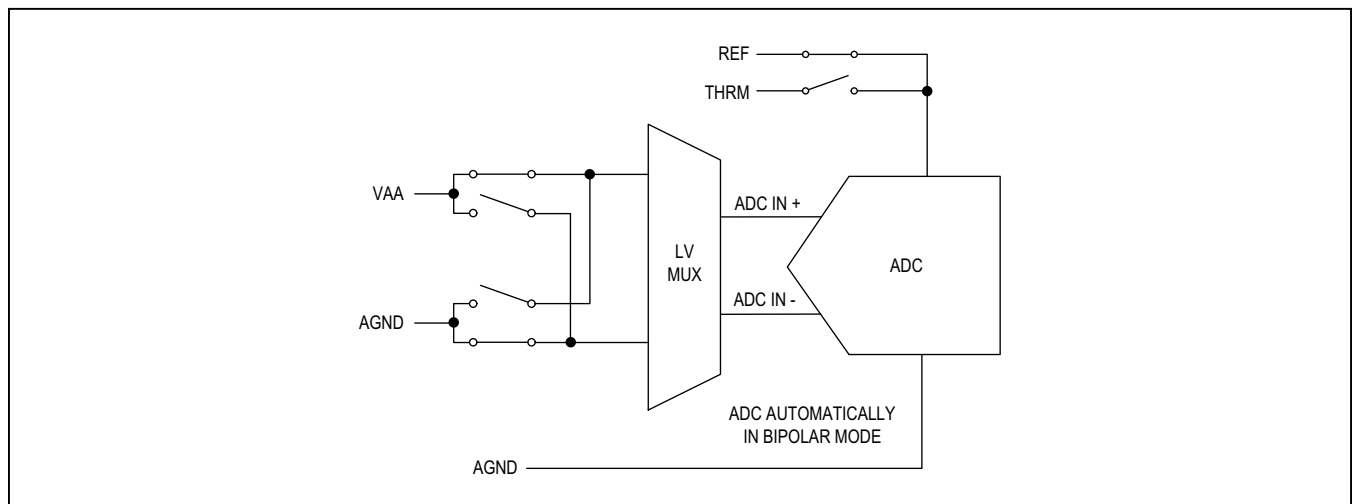 REF
THRM
VAA
ADC IN +
LV
MUX
ADC
ADC IN -
AGND
ADC AUTOMATICALLY
IN BIPOLAR MODE
AGND